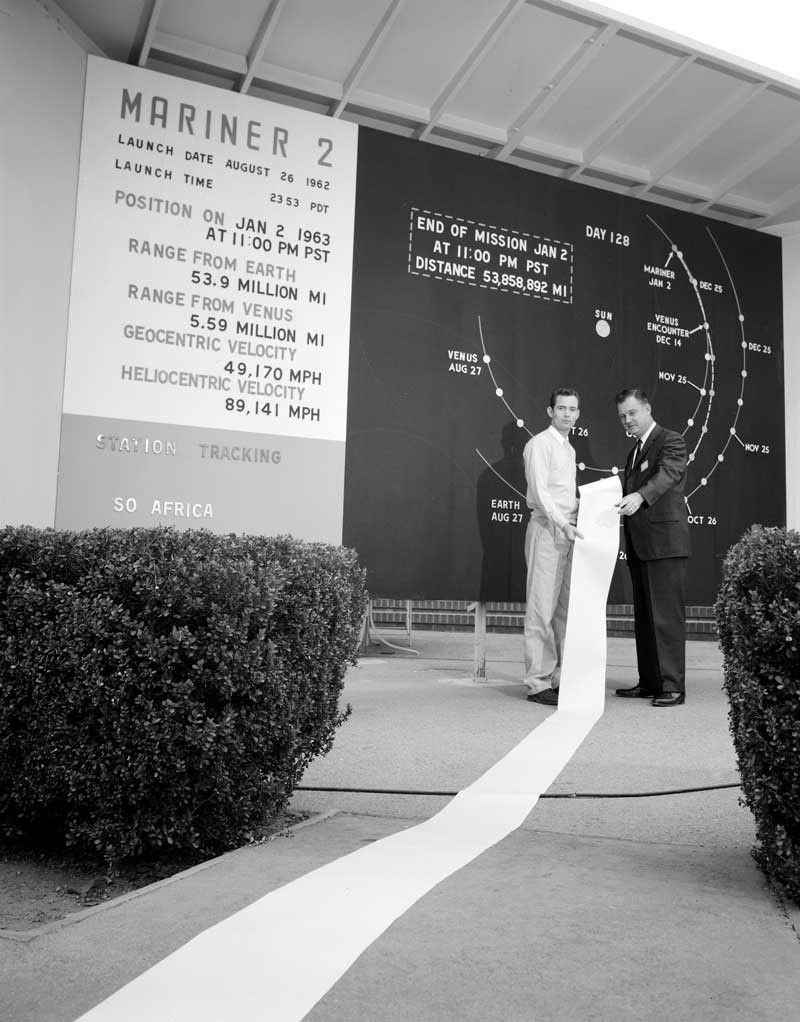 MARINER 2
LAUNCH DATE AUGUST 26 1962
LAUNCH TIME 2353 PDT
POSITION ON JAN 2 1963
AT 11:00 PM PST
RANGE FROM EARTH
53.9 MILLION MI
RANGE FROM VENUS
5.59 MILLION MI
GEOCENTRIC VELOCITY
49,170 MPH
HELIOCENTRIC VELOCITY
89,141 MPH
STATION TRACKING
SO AFRICA
END OF MISSION JAN 2
AT 11:00 PM PST
DISTANCE 53,858,892 MI
DAY 128
MARINER
JAN 2
DEC 25
SUN
VENUS
ENCOUNTER
DEC 14
DEC 25
VENUS
AUG 27
NOV 25
NOV 25
T 26
EARTH
AUG 27
OCT 26